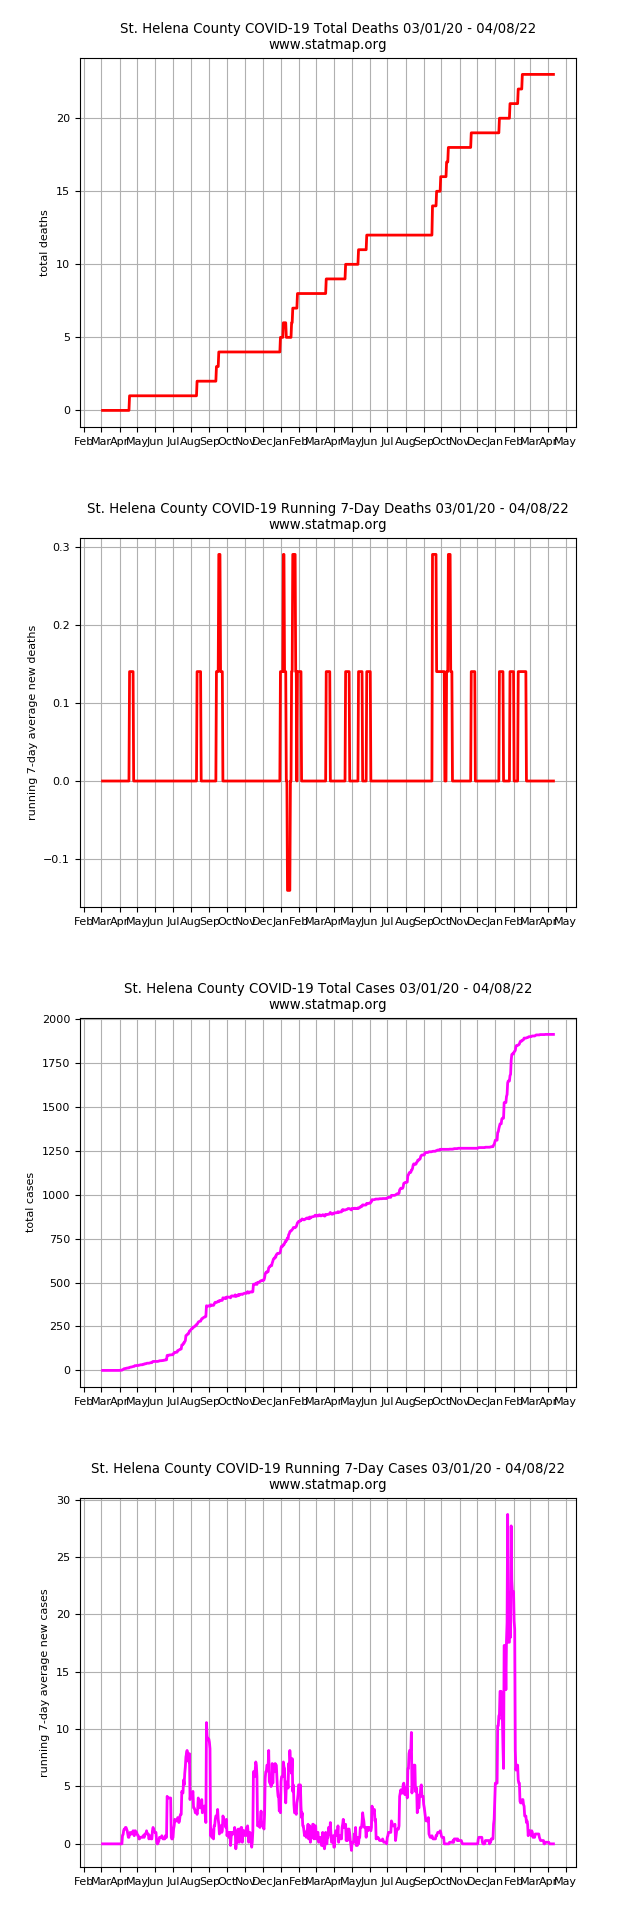 St. Helena County COVID-19 Total Deaths 03/01/20 - 04/08/22
www.statmap.org
total deaths
20
15
10
5
0
Feb Mar Apr May Jun Jul Aug Sep Oct Nov Dec Jan Feb Mar Apr May Jun Jul Aug Sep Oct Nov Dec Jan Feb Mar Apr May
St. Helena County COVID-19 Running 7-Day Deaths 03/01/20 - 04/08/22
www.statmap.org
running 7-day average new deaths
0.3
0.2
0.1
0.0
−0.1
Feb Mar Apr May Jun Jul Aug Sep Oct Nov Dec Jan Feb Mar Apr May Jun Jul Aug Sep Oct Nov Dec Jan Feb Mar Apr May
St. Helena County COVID-19 Total Cases 03/01/20 - 04/08/22
www.statmap.org
total cases
2000
1750
1500
1250
1000
750
500
250
0
Feb Mar Apr May Jun Jul Aug Sep Oct Nov Dec Jan Feb Mar Apr May Jun Jul Aug Sep Oct Nov Dec Jan Feb Mar Apr May
St. Helena County COVID-19 Running 7-Day Cases 03/01/20 - 04/08/22
www.statmap.org
running 7-day average new cases
30
25
20
15
10
5
0
Feb Mar Apr May Jun Jul Aug Sep Oct Nov Dec Jan Feb Mar Apr May Jun Jul Aug Sep Oct Nov Dec Jan Feb Mar Apr May